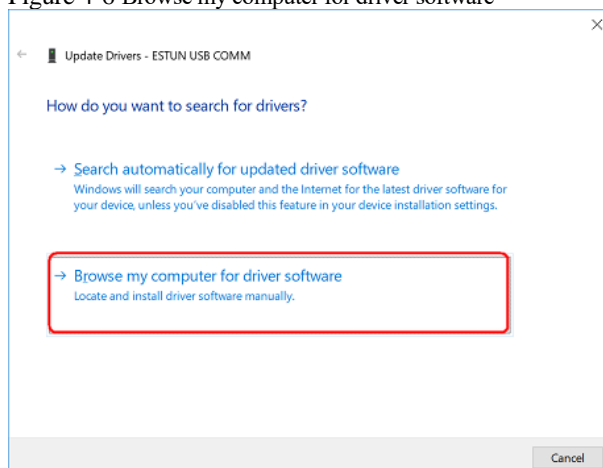 Figure 4-8 Browse my computer for driver software
Update Drivers - ESTUN USB COMM
How do you want to search for drivers?
→ Search automatically for updated driver software
Windows will search your computer and the Internet for the latest driver software for
your device, unless you've disabled this feature in your device installation settings.
→ Browse my computer for driver software
Locate and install driver software manually.
Cancel